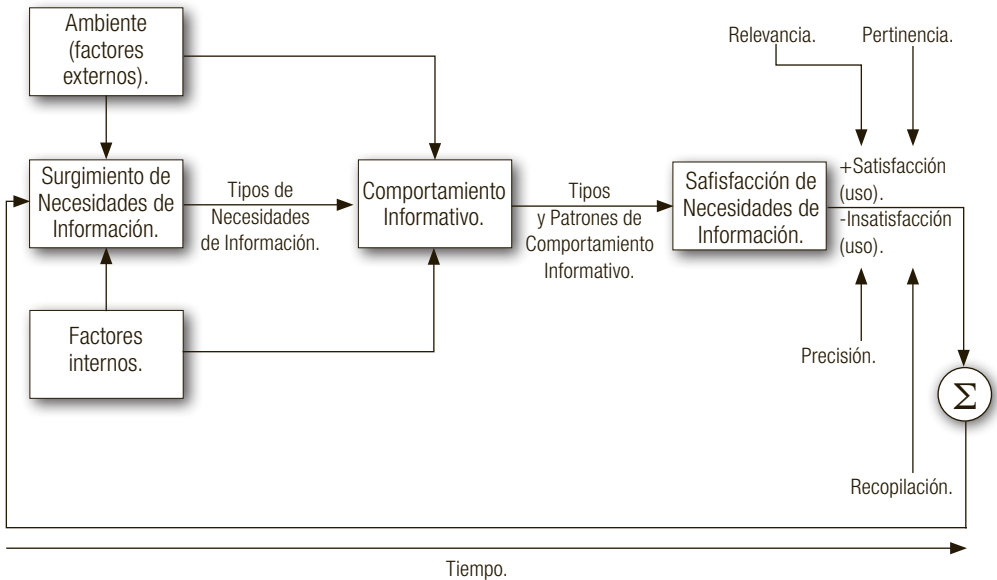 Ambiente
(factores
externos).
Relevancia.
Pertinencia.
Surgimiento de
Necesidades de
Información.
Tipos de
Necesidades
de Información.
Comportamiento
Informativo.
Tipos
y Patrones de
Comportamiento
Informativo.
Safisfacción de
Necesidades de
Información.
+Satisfacción
(uso).
-Insatisfacción
(uso).
Factores
internos.
Precisión.
Σ
Recopilación.
Tiempo.